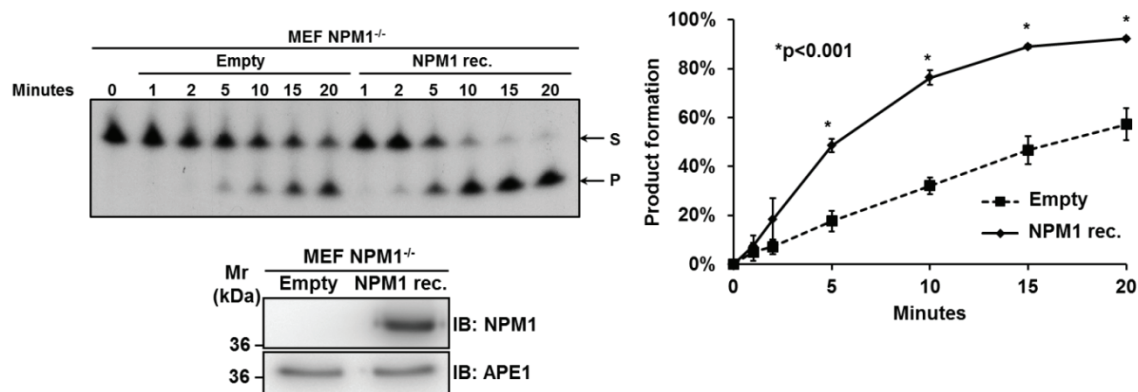 MEF NPM1-/-
Empty NPM1 rec.
Minutes 0 1 2 5 10 15 20 1 2 5 10 15 20
S
P
MEF NPM1-/-
Mr
(kDa)
Empty NPM1 rec.
IB: NPM1
36
IB: APE1
36
Product formation
100%
80%
60%
40%
20%
0%
*p<0.001
* * * * *
Empty
NPM1 rec.
0 5 10 15 20
Minutes